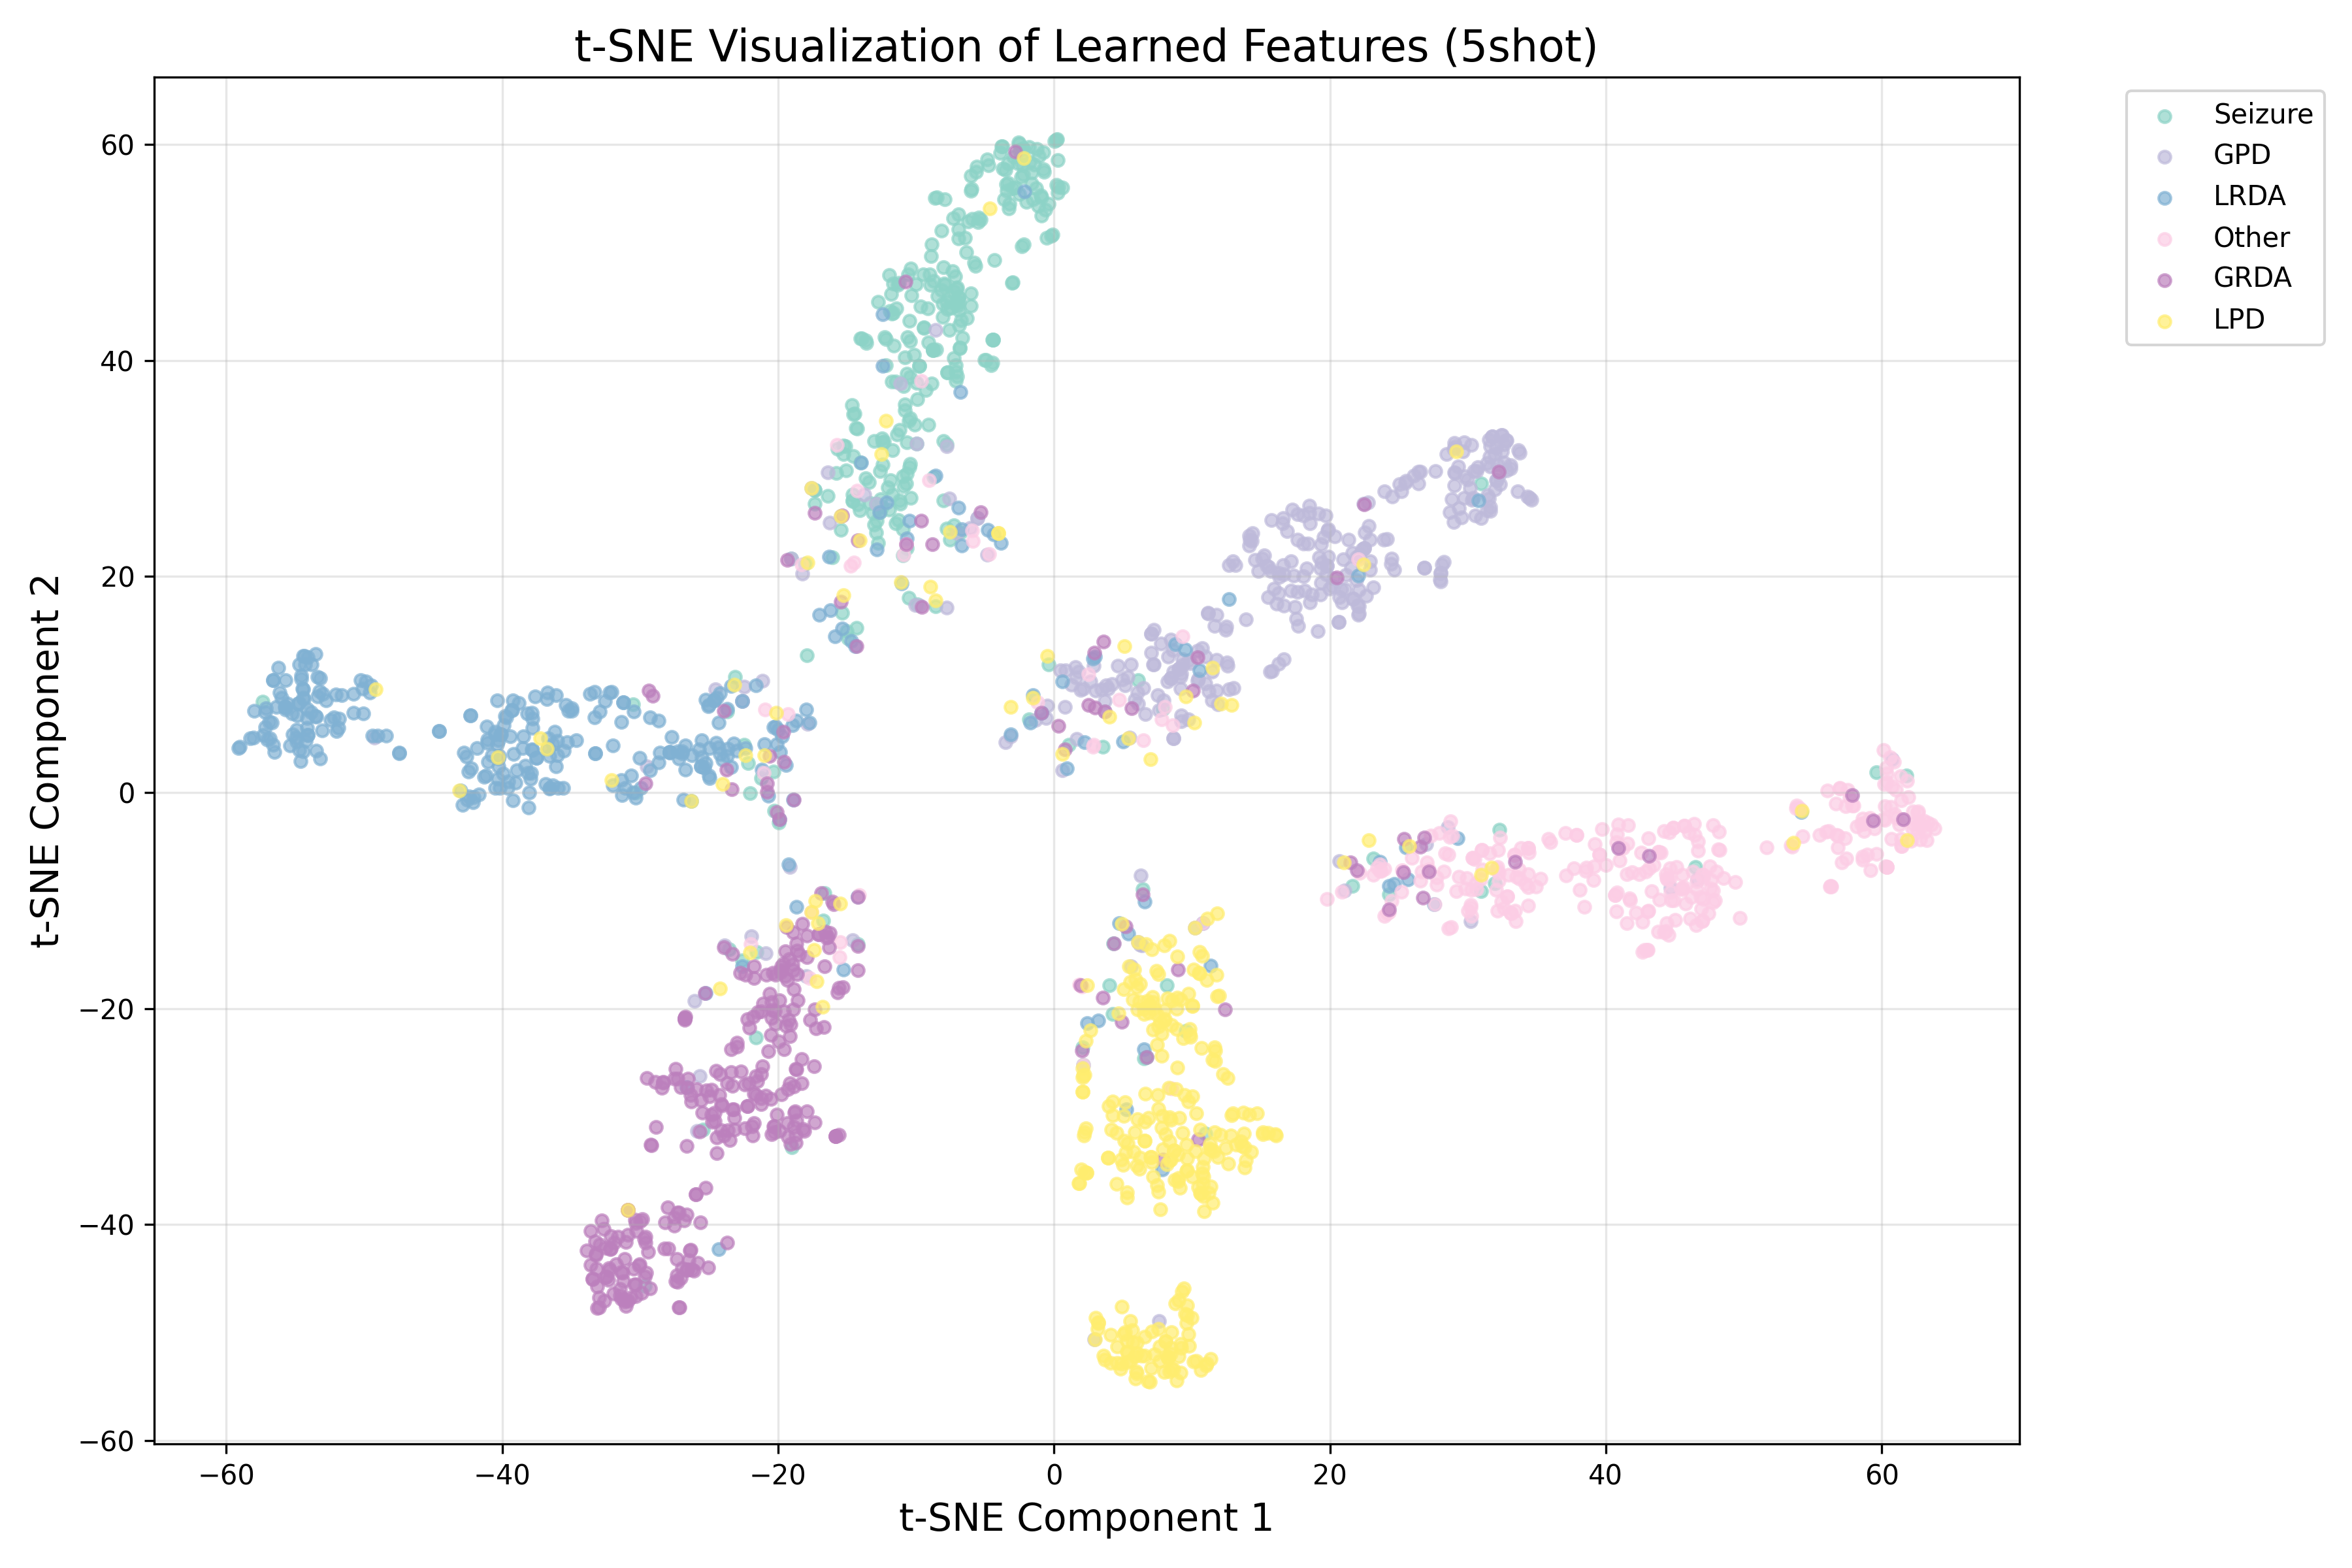 t-SNE Visualization of Learned Features (5shot)
Seizure
GPD
LRDA
Other
GRDA
LPD
t-SNE Component 2
60
40
20
0
−20
−40
−60
−60 −40 −20 0 20 40 60
t-SNE Component 1